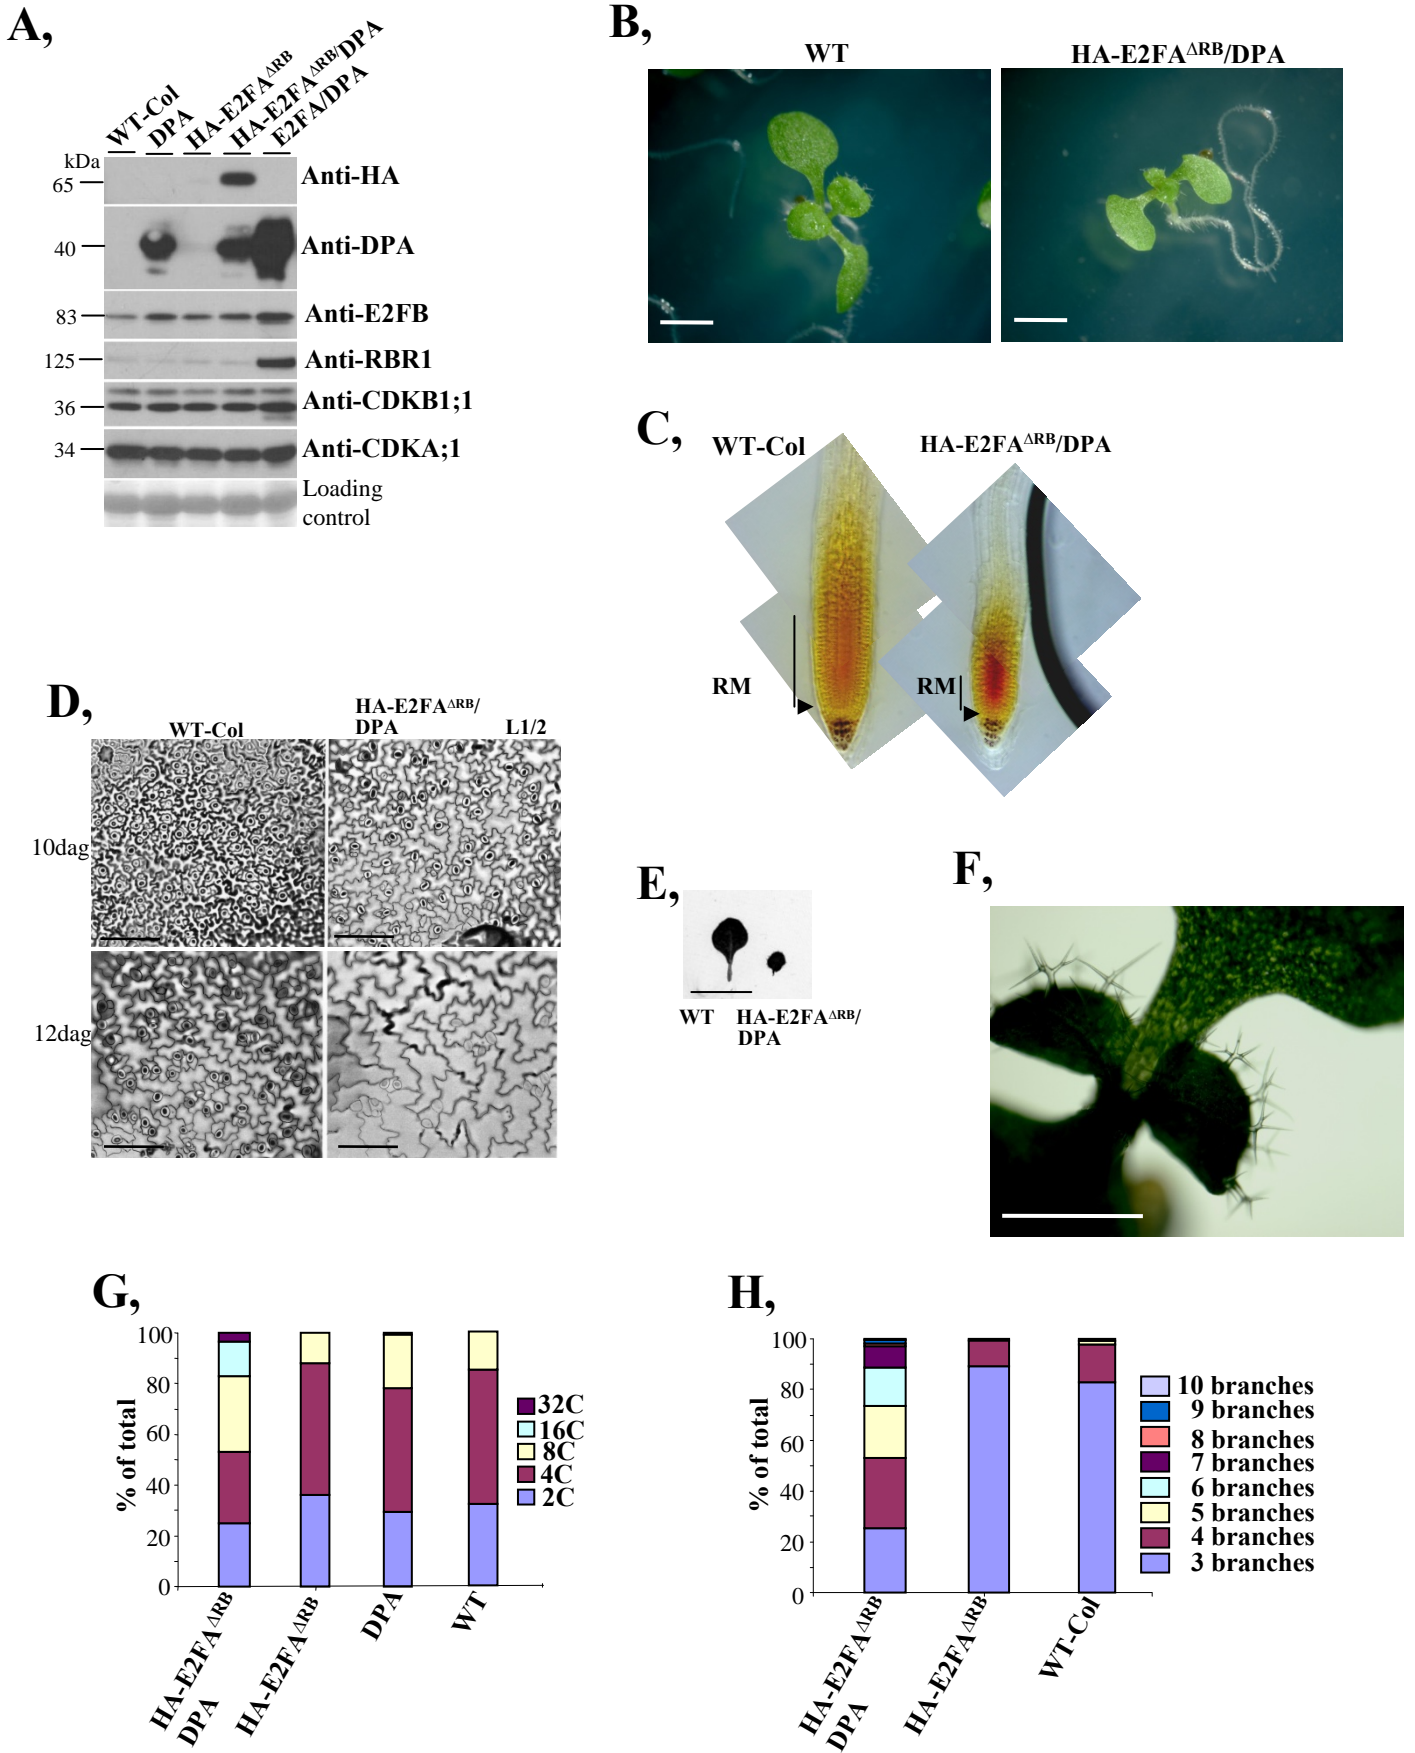 A,
WT-Col
DPA
HA-E2FAΔRB
HA-E2FAΔRB/DPA
E2FA/DPA
kDa
65
Anti-HA
40
Anti-DPA
83
Anti-E2FB
125
Anti-RBR1
36
Anti-CDKB1;1
34
Anti-CDKA;1
Loading
control
B,
WT
HA-E2FAΔRB/DPA
C,
WT-Col
HA-E2FAΔRB/DPA
RM
RM
D,
WT-Col
HA-E2FAΔRB/
DPA
L1/2
10dag
12dag
E,
WT
HA-E2FAΔRB/
DPA
F,
G,
% of total
100
80
60
40
20
0
HA-E2FAΔRB
DPA
HA-E2FAΔRB
DPA
WT
32C
16C
8C
4C
2C
H,
% of total
100
80
60
40
20
0
HA-E2FAΔRB
DPA
HA-E2FAΔRB
WT-Col
10 branches
9 branches
8 branches
7 branches
6 branches
5 branches
4 branches
3 branches